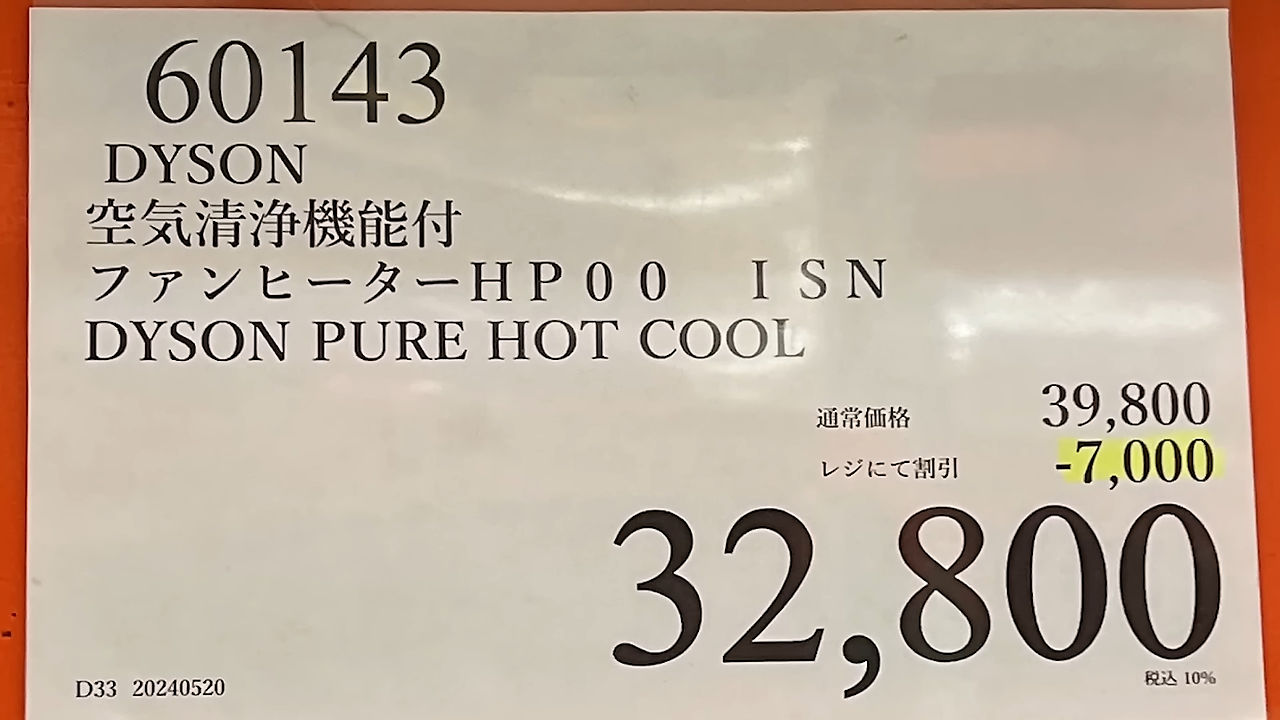 60143
DYSON
空気清浄機能付
ファンヒーターHP00　ISN
DYSON PURE HOT COOL
通常価格 39,800
レジにて割引 -7,000
32,800
税込 10%
D33 20240520